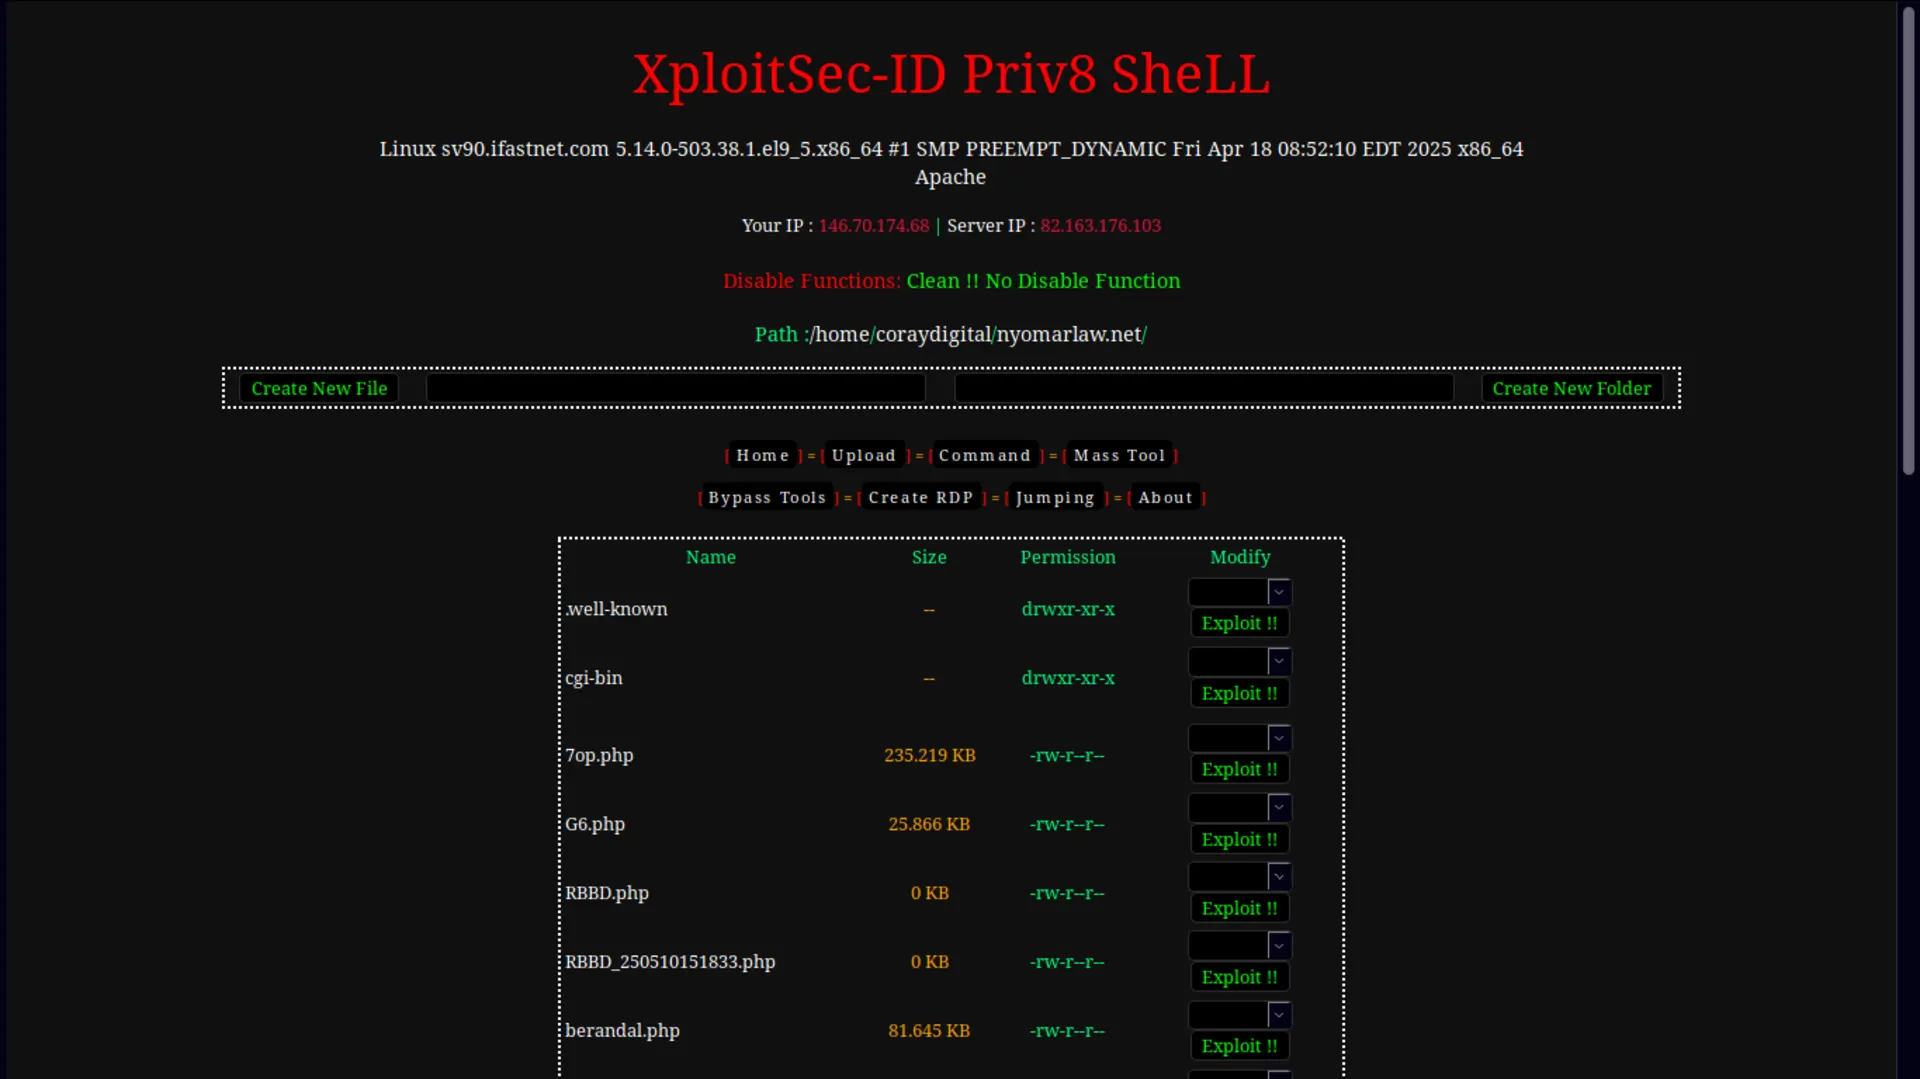 XploitSec-ID Priv8 SheLL
Linux sv90.ifastnet.com 5.14.0-503.38.1.el9_5.x86_64 #1 SMP PREEMPT_DYNAMIC Fri Apr 18 08:52:10 EDT 2025 x86_64
Apache
Your IP : 146.70.174.68 | Server IP : 82.163.176.103
Disable Functions: Clean !! No Disable Function
Path :/home/coraydigital/nyomarlaw.net/
Create New File Create New Folder
[ Home ] = [ Upload ] = [ Command ] = [ Mass Tool ]
[ Bypass Tools ] = [ Create RDP ] = [ Jumping ] = [ About ]
Name Size Permission Modify
.well-known -- drwxr-xr-x
Exploit !!
cgi-bin -- drwxr-xr-x
Exploit !!
7op.php 235.219 KB -rw-r--r--
Exploit !!
G6.php 25.866 KB -rw-r--r--
Exploit !!
RBBD.php 0 KB -rw-r--r--
Exploit !!
RBBD_250510151833.php 0 KB -rw-r--r--
Exploit !!
berandal.php 81.645 KB -rw-r--r--
Exploit !!